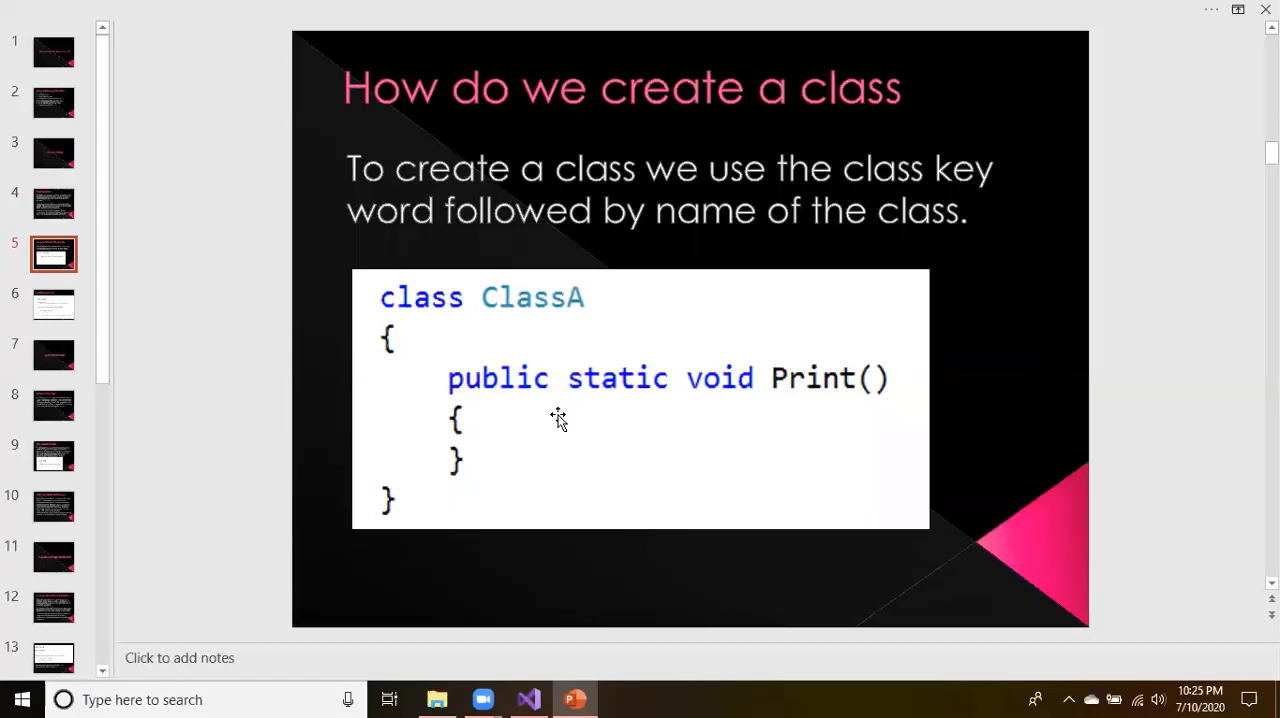 How do we create a class
To create a class we use the class key
word followed by name of the class.
class ClassA
{
public static void Print()
{
}
}
1
2
3
4
5
6
7
8
9
10
11
12
13
Click to add notes
Type here to search
10:25 PM
7/10/2020